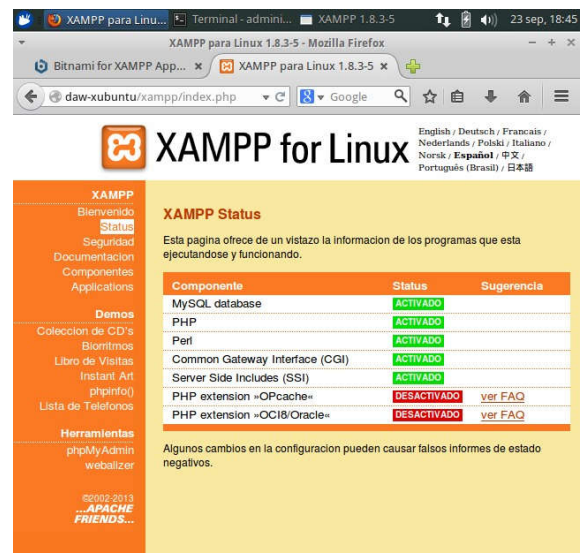 XAMPP para Linu... Terminal - admini... XAMPP 1.8.3-5 23 sep, 18:45
XAMPP para Linux 1.8.3-5 - Mozilla Firefox
Bitnami for XAMPP App... XAMPP para Linux 1.8.3-5
daw-xubuntu/xampp/index.php Google
XAMPP for Linux
English / Deutsch / Francais /
Nederlands / Polski / Italiano /
Norsk / Español / 中文 /
Português (Brasil) / 日本語
XAMPP
Bienvenido
Status
Seguridad
Documentacion
Componentes
Applications
Demos
Coleccion de CD's
Biorritmos
Libro de Visitas
Instant Art
phpinfo()
Lista de Telefonos
Herramientas
phpMyAdmin
webalizer
©2002-2013
...APACHE
FRIENDS...
XAMPP Status
Esta pagina ofrece de un vistazo la informacion de los programas que esta
ejecutandose y funcionando.
Componente Status Sugerencia
MySQL database ACTIVADO
PHP ACTIVADO
Perl ACTIVADO
Common Gateway Interface (CGI) ACTIVADO
Server Side Includes (SSI) ACTIVADO
PHP extension »OPcache« DESACTIVADO ver FAQ
PHP extension »OCI8/Oracle« DESACTIVADO ver FAQ
Algunos cambios en la configuracion pueden causar falsos informes de estado
negativos.